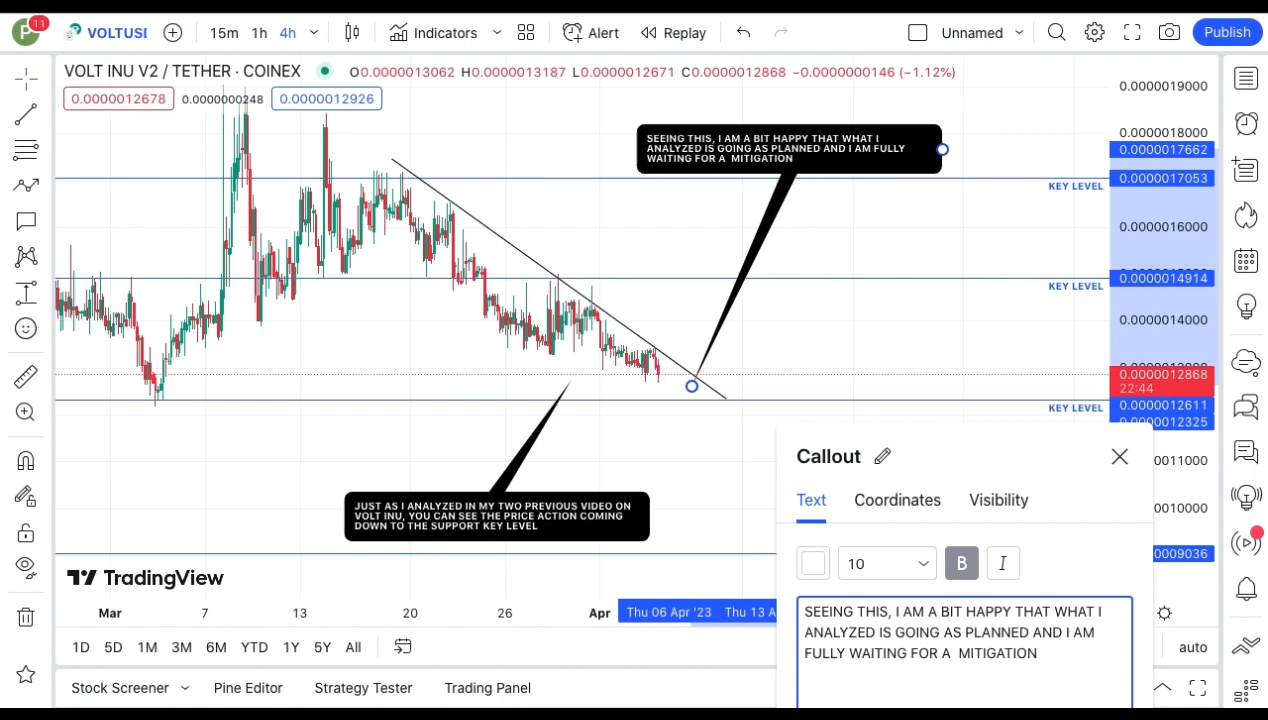 P
11
VOLTUSI
15m 1h 4h
Indicators
Alert
Replay
Unnamed
Publish
VOLT INU V2 / TETHER · COINEX
O0.0000013062 H0.0000013187 L0.0000012671 C0.0000012868 −0.0000000146 (−1.12%)
0.0000012678
0.0000000248
0.0000012926
SEEING THIS, I AM A BIT HAPPY THAT WHAT I
ANALYZED IS GOING AS PLANNED AND I AM FULLY
WAITING FOR A MITIGATION
0.0000019000
0.0000018000
0.0000017662
0.0000017053
KEY LEVEL
0.0000016000
0.0000014914
KEY LEVEL
0.0000014000
0.0000012868
22:44
0.0000012611
KEY LEVEL
0.0000012325
0011000
0010000
0009036
JUST AS I ANALYZED IN MY TWO PREVIOUS VIDEO ON
VOLT INU, YOU CAN SEE THE PRICE ACTION COMING
DOWN TO THE SUPPORT KEY LEVEL
TradingView
Mar 7 13 20 26 Apr Thu 06 Apr '23 Thu 13 A
1D 5D 1M 3M 6M YTD 1Y 5Y All
auto
Stock Screener
Pine Editor
Strategy Tester
Trading Panel
Callout
Text
Coordinates
Visibility
10
B
I
SEEING THIS, I AM A BIT HAPPY THAT WHAT I
ANALYZED IS GOING AS PLANNED AND I AM
FULLY WAITING FOR A MITIGATION